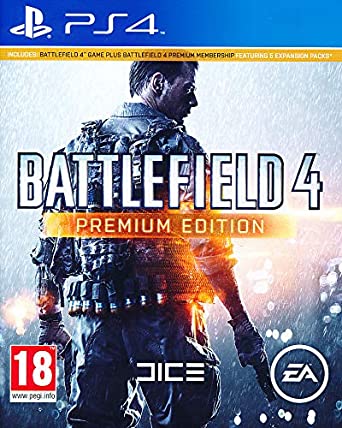 PS4
INCLUDES: BATTLEFIELD 4™ GAME PLUS BATTLEFIELD 4 PREMIUM MEMBERSHIP FEATURING 5 EXPANSION PACKS*
BATTLEFIELD 4
PREMIUM EDITION
18
www.pegi.info
DICE
EA